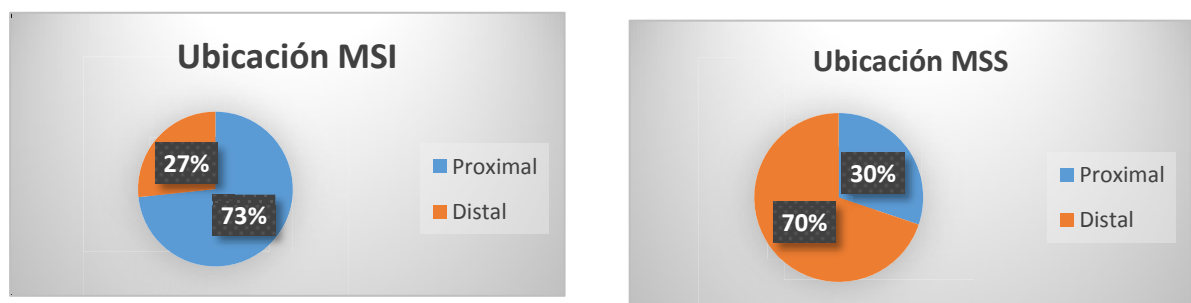 Ubicación MSI
27%
73%
Proximal
Distal
Ubicación MSS
30%
70%
Proximal
Distal